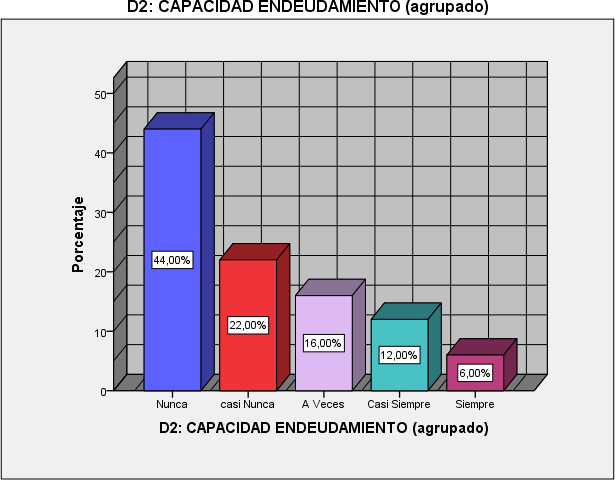 D2: CAPACIDAD ENDEUDAMIENTO (agrupado)
Porcentaje
50
40
30
20
10
0
44,00%
22,00%
16,00%
12,00%
6,00%
Nunca
casi Nunca
A Veces
Casi Siempre
Siempre
D2: CAPACIDAD ENDEUDAMIENTO (agrupado)